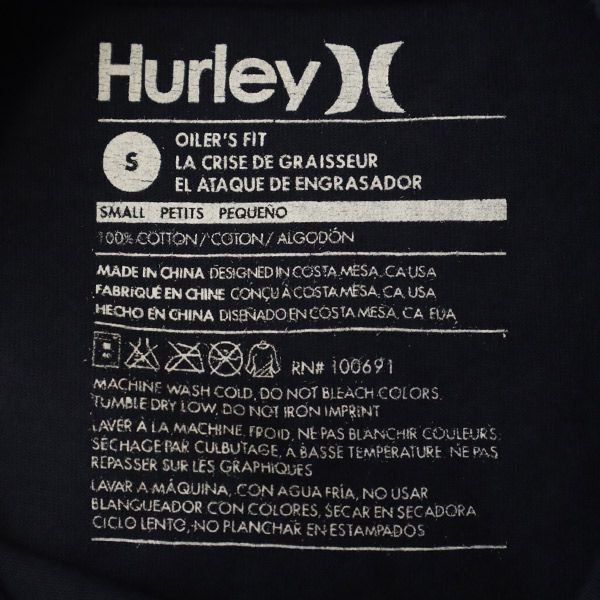 Hurley
S
OILER'S FIT
LA CRISE DE GRAISSEUR
EL ATAQUE DE ENGRASADOR
SMALL PETITS PEQUEÑO
100% COTTON/COTON/ALGODÓN
MADE IN CHINA DESIGNED IN COSTA MESA, CA USA
FABRIQUÉ EN CHINE CONÇU À COSTA MESA, CA, USA
HECHO EN CHINA DISEÑADO EN COSTA MESA, CA EUA
RN# 100691
MACHINE WASH COLD, DO NOT BLEACH COLORS.
TUMBLE DRY LOW, DO NOT IRON IMPRINT
LAVER À LA MACHINE, FROID, NE PAS BLANCHIR COULEURS,
SÉCHAGE PAR CULBUTAGE, À BASSE TEMPÉRATURE NE PAS
REPASSER SUR LES GRAPHIQUES
LAVAR A MÁQUINA, CON AGUA FRÍA, NO USAR
BLANQUEADOR CON COLORES, SECAR EN SECADORA
CICLO LENTO, NO PLANCHAR EN ESTAMPADOS